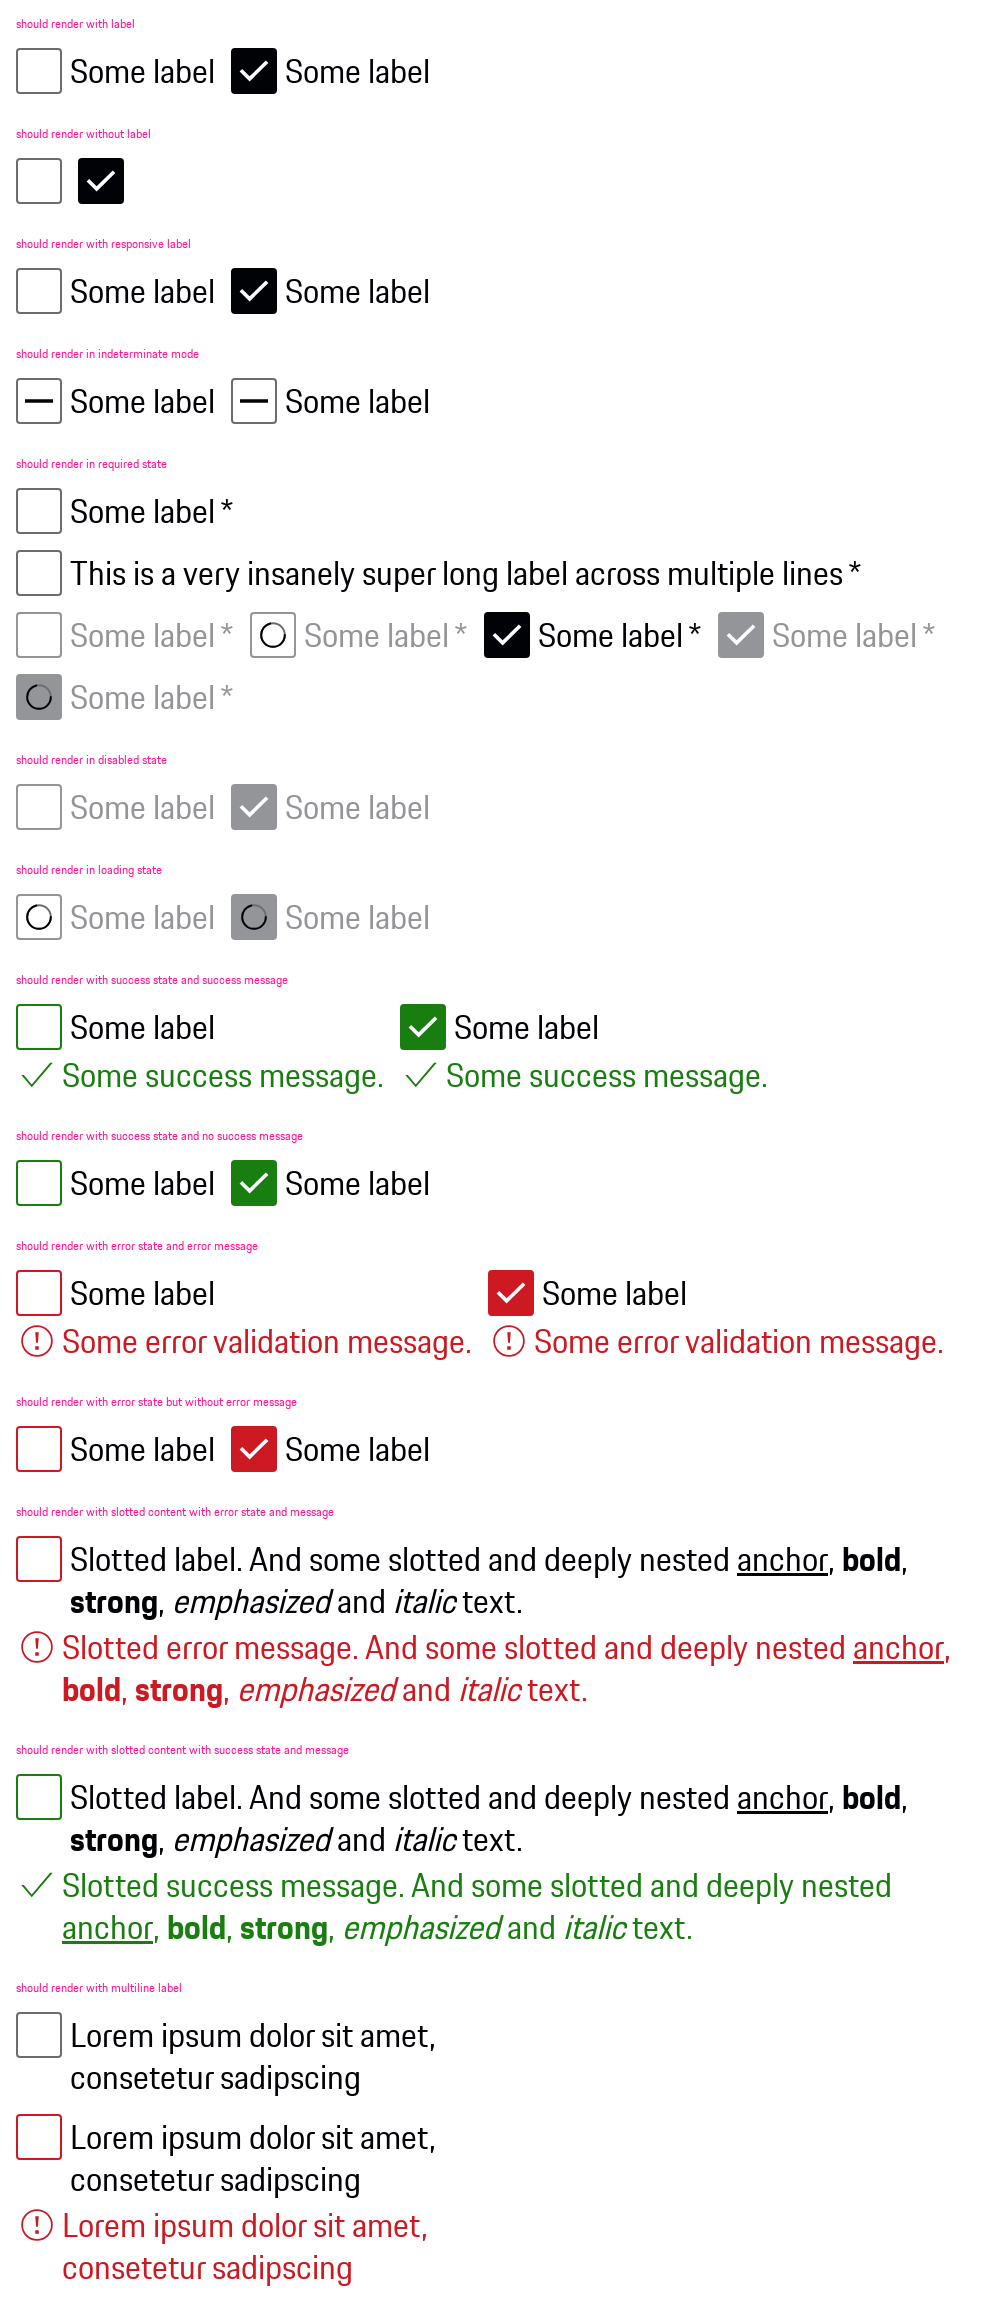 should render with label
Some label Some label
should render without label
should render with responsive label
Some label Some label
should render in indeterminate mode
Some label Some label
should render in required state
Some label *
This is a very insanely super long label across multiple lines *
Some label * Some label * Some label * Some label *
Some label *
should render in disabled state
Some label Some label
should render in loading state
Some label Some label
should render with success state and success message
Some label Some label
Some success message. Some success message.
should render with success state and no success message
Some label Some label
should render with error state and error message
Some label Some label
Some error validation message. Some error validation message.
should render with error state but without error message
Some label Some label
should render with slotted content with error state and message
Slotted label. And some slotted and deeply nested anchor, bold,
strong, emphasized and italic text.
Slotted error message. And some slotted and deeply nested anchor,
bold, strong, emphasized and italic text.
should render with slotted content with success state and message
Slotted label. And some slotted and deeply nested anchor, bold,
strong, emphasized and italic text.
Slotted success message. And some slotted and deeply nested
anchor, bold, strong, emphasized and italic text.
should render with multiline label
Lorem ipsum dolor sit amet,
consetetur sadipscing
Lorem ipsum dolor sit amet,
consetetur sadipscing
Lorem ipsum dolor sit amet,
consetetur sadipscing